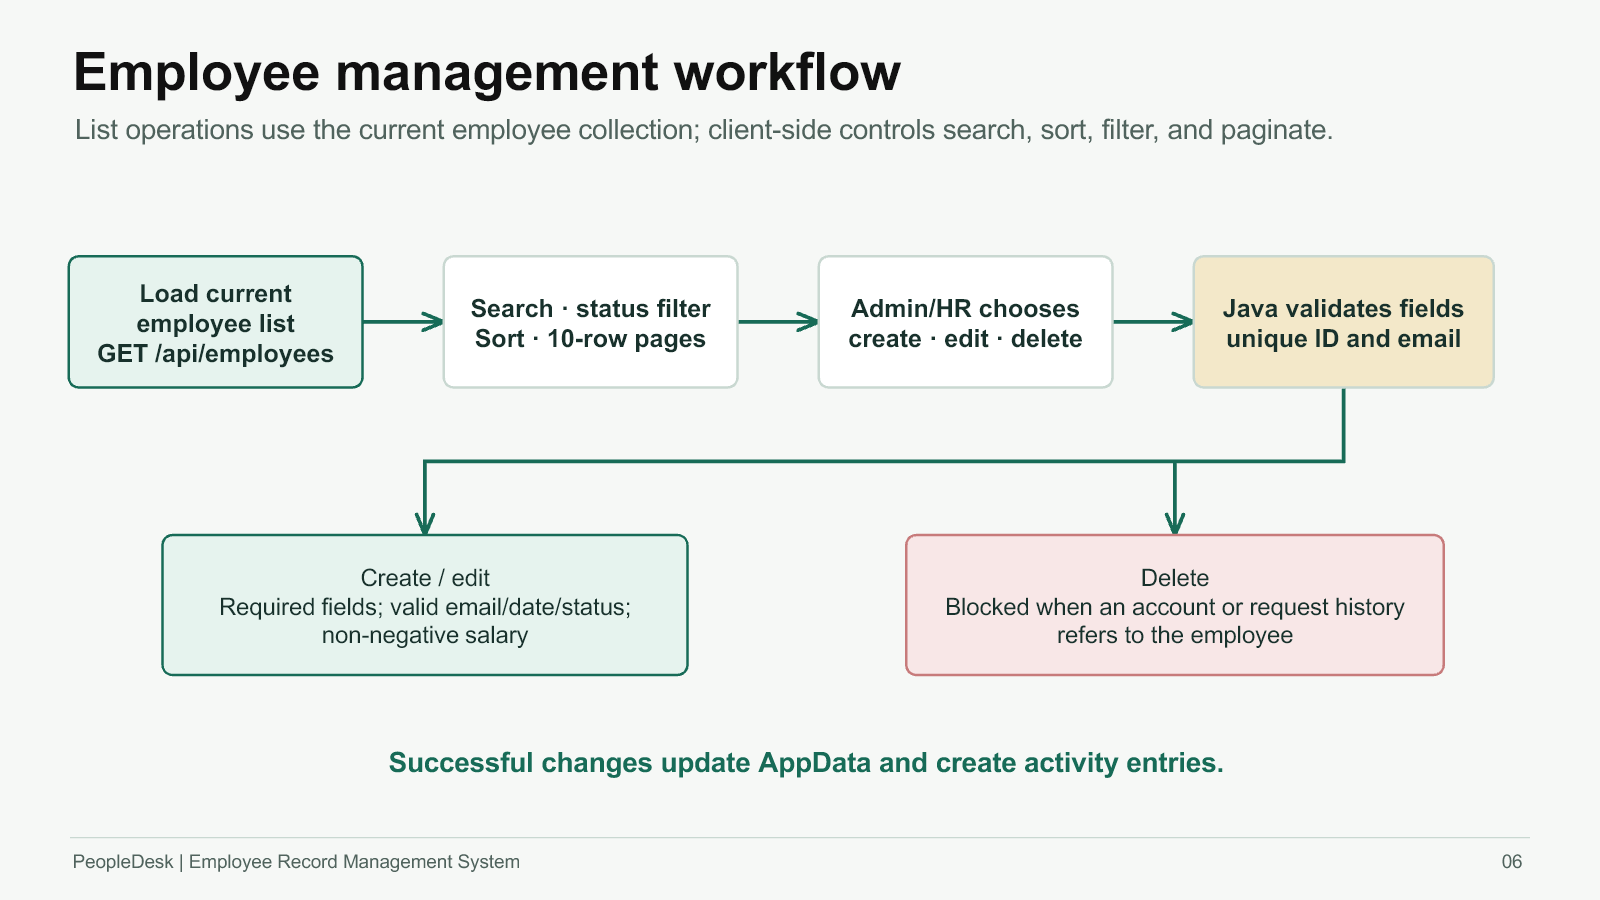 Employee management workflow
List operations use the current employee collection; client-side controls search, sort, filter, and paginate.
Load current
employee list
GET /api/employees
Search · status filter
Sort · 10-row pages
Admin/HR chooses
create · edit · delete
Java validates fields
unique ID and email
Create / edit
Required fields; valid email/date/status;
non-negative salary
Delete
Blocked when an account or request history
refers to the employee
Successful changes update AppData and create activity entries.
PeopleDesk | Employee Record Management System
06